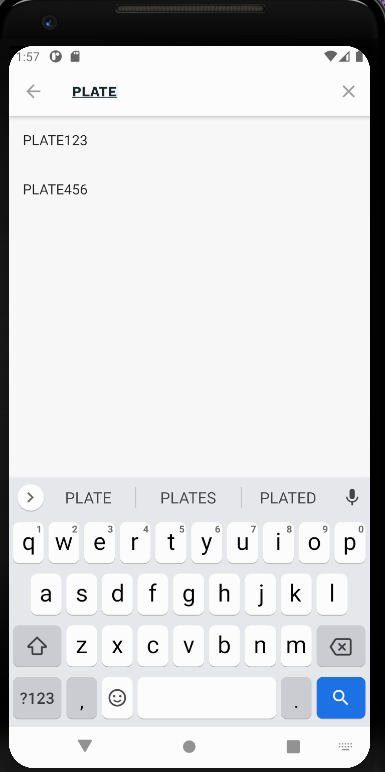 1:57
PLATE
PLATE123
PLATE456
PLATE PLATES PLATED
1 2 3 4 5 6 7 8 9 0
q w e r t y u i o p
a s d f g h j k l
z x c v b n m
?123 , .